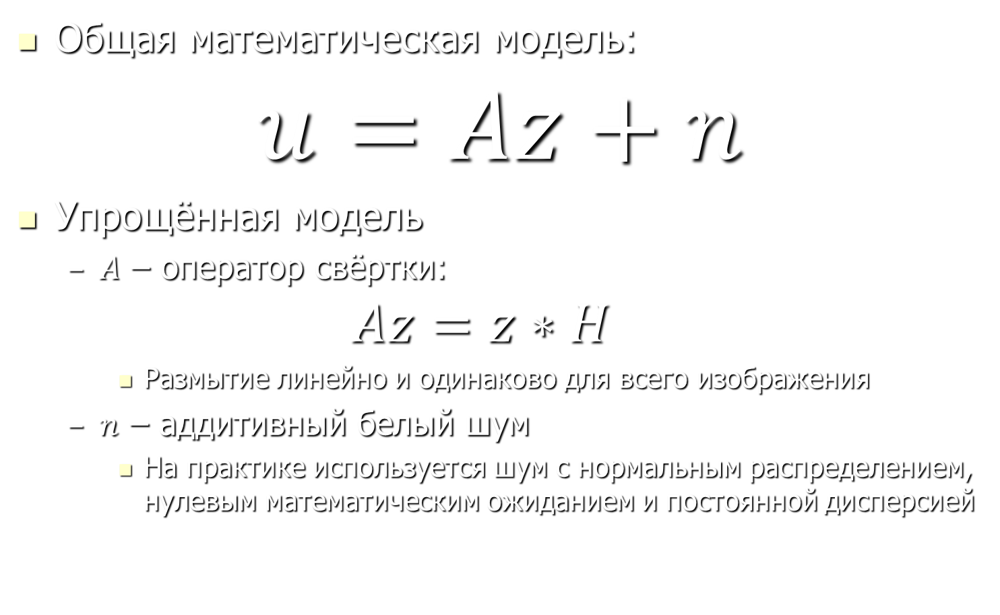 Общая математическая модель:
u = Az + n
Упрощённая модель
– A – оператор свёртки:
Az = z * H
Размытие линейно и одинаково для всего изображения
– n – аддитивный белый шум
На практике используется шум с нормальным распределением,
нулевым математическим ожиданием и постоянной дисперсией